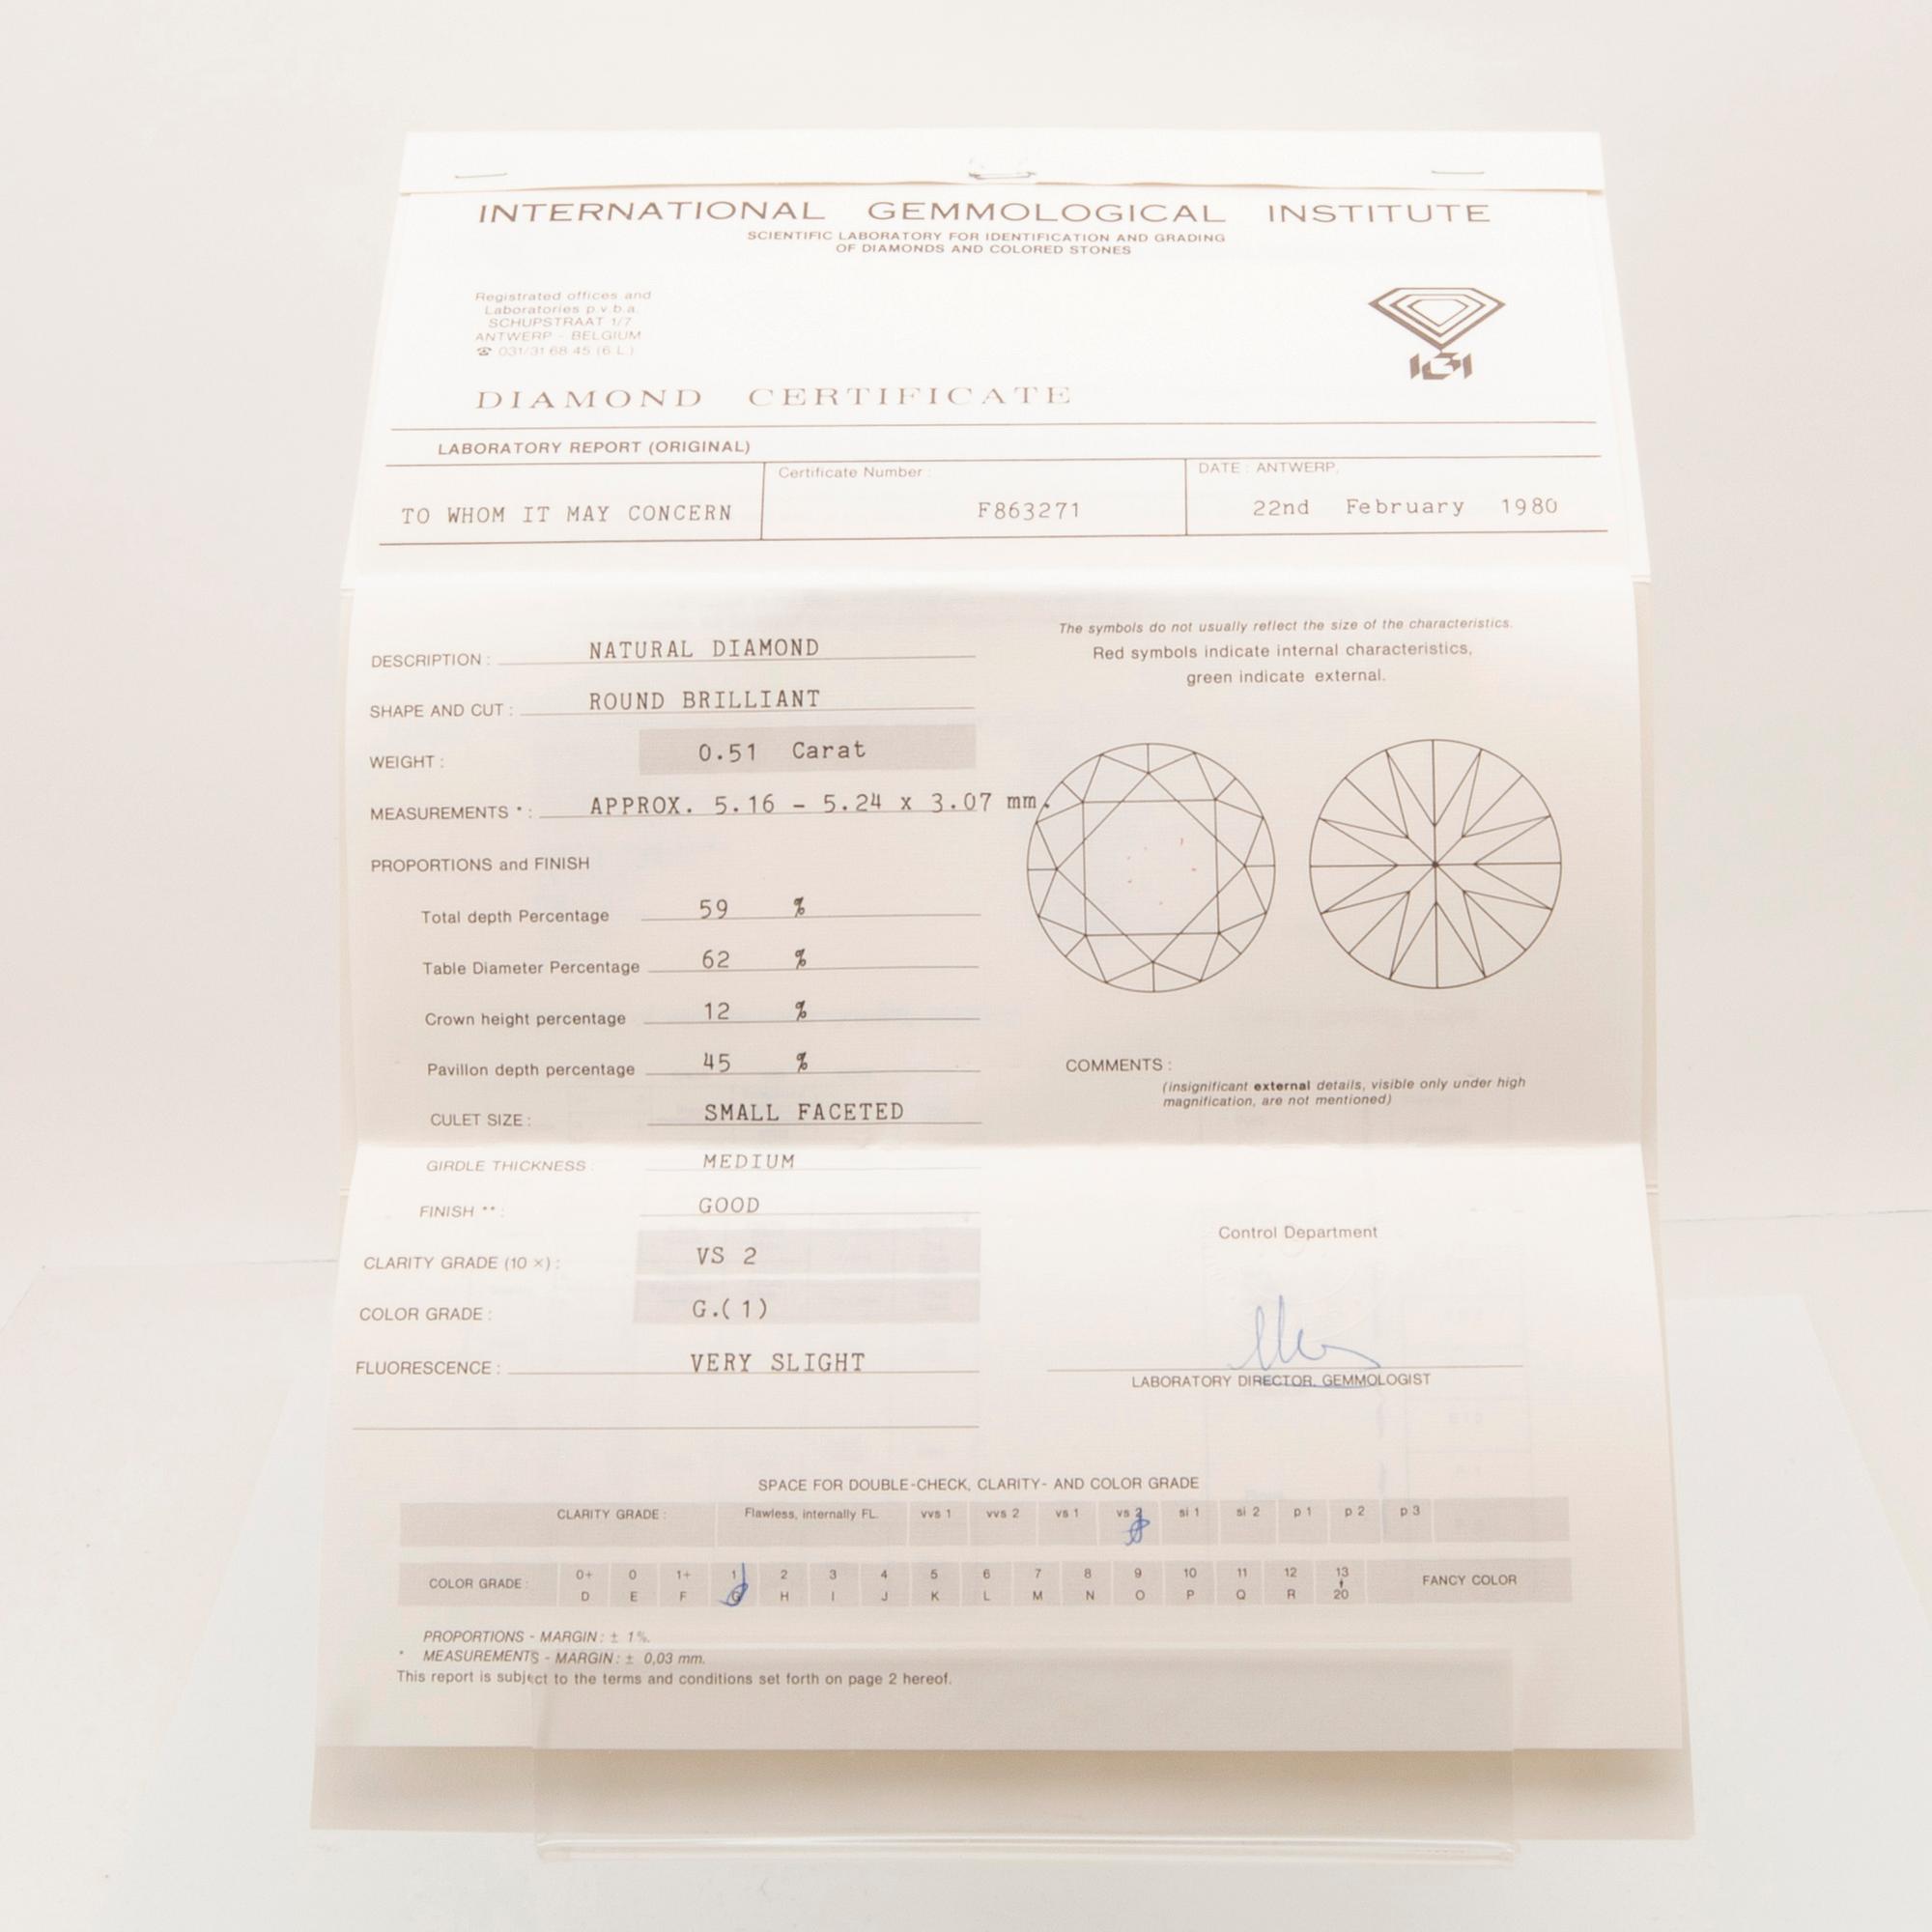 INTERNATIONAL GEMMOLOGICAL INSTITUTE
SCIENTIFIC LABORATORY FOR IDENTIFICATION AND GRADING
OF DIAMONDS AND COLORED STONES
Registrated offices and
Laboratories p.v.b.a.
SCHUPSTRAAT 1/7
ANTWERP - BELGIUM
☎ 031/31 68 45 (6 L.)
IGI
DIAMOND CERTIFICATE
LABORATORY REPORT (ORIGINAL)
TO WHOM IT MAY CONCERN
Certificate Number :
F863271
DATE : ANTWERP,
22nd February 1980
DESCRIPTION : NATURAL DIAMOND
SHAPE AND CUT : ROUND BRILLIANT
WEIGHT : 0.51 Carat
MEASUREMENTS * : APPROX. 5.16 - 5.24 x 3.07 mm.
PROPORTIONS and FINISH
Total depth Percentage 59 %
Table Diameter Percentage 62 %
Crown height percentage 12 %
Pavillon depth percentage 45 %
CULET SIZE : SMALL FACETED
GIRDLE THICKNESS : MEDIUM
FINISH ** : GOOD
CLARITY GRADE (10 ×) : VS 2
COLOR GRADE : G.(1)
FLUORESCENCE : VERY SLIGHT
The symbols do not usually reflect the size of the characteristics.
Red symbols indicate internal characteristics,
green indicate external.
COMMENTS :
(insignificant external details, visible only under high
magnification, are not mentioned)
Control Department
LABORATORY DIRECTOR, GEMMOLOGIST
SPACE FOR DOUBLE-CHECK, CLARITY- AND COLOR GRADE
CLARITY GRADE : Flawless, internally FL. vvs 1 vvs 2 vs 1 vs 2 si 1 si 2 p 1 p 2 p 3
COLOR GRADE : 0+ 0 1+ 1 2 3 4 5 6 7 8 9 10 11 12 13 FANCY COLOR
D E F G H I J K L M N O P Q R 20
PROPORTIONS - MARGIN : ± 1%.
* MEASUREMENTS - MARGIN : ± 0,03 mm.
This report is subject to the terms and conditions set forth on page 2 hereof.